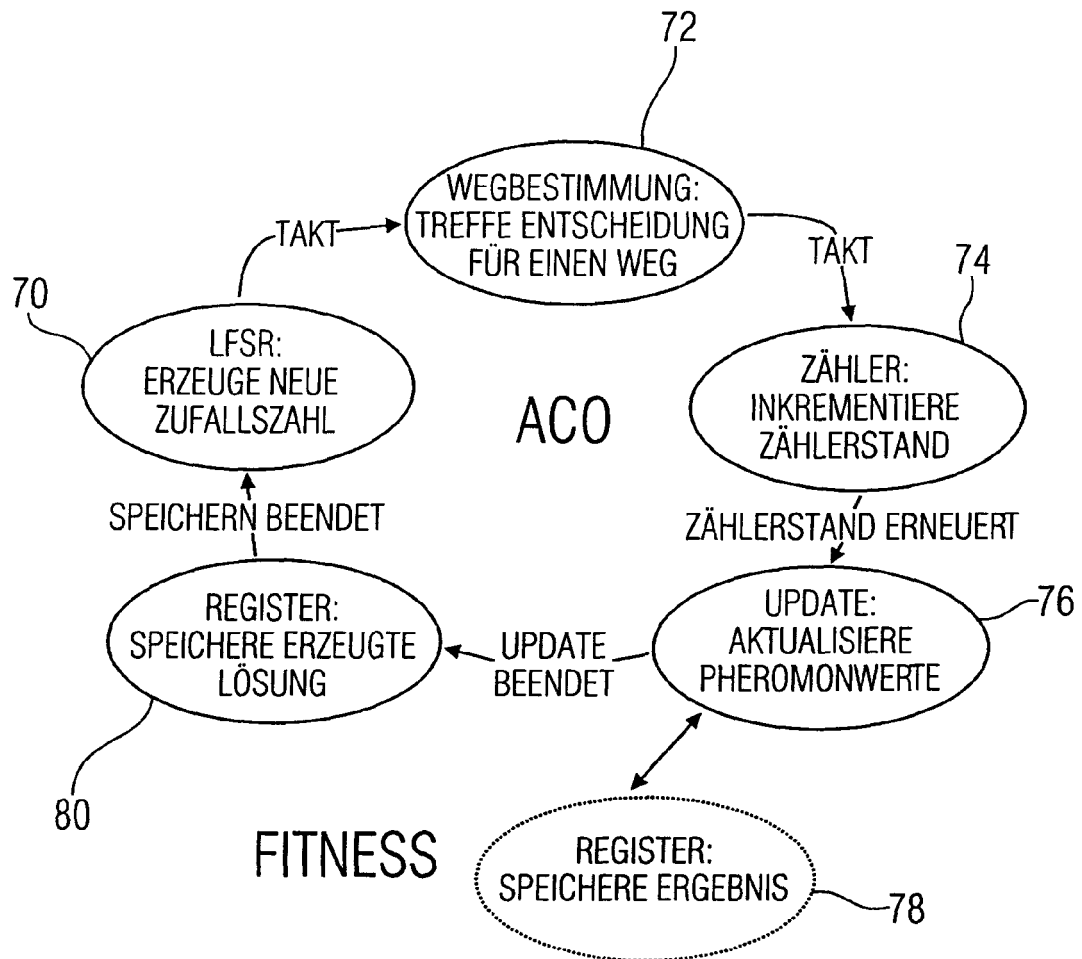 72
WEGBESTIMMUNG:
TREFFE ENTSCHEIDUNG
FÜR EINEN WEG
TAKT
TAKT
74
70
LFSR:
ERZEUGE NEUE
ZUFALLSZAHL
ZÄHLER:
INKREMENTIERE
ZÄHLERSTAND
ACO
SPEICHERN BEENDET
ZÄHLERSTAND ERNEUERT
REGISTER:
SPEICHERE ERZEUGTE
LÖSUNG
UPDATE
BEENDET
UPDATE:
AKTUALISIERE
PHEROMONWERTE
76
80
FITNESS
REGISTER:
SPEICHERE ERGEBNIS
78